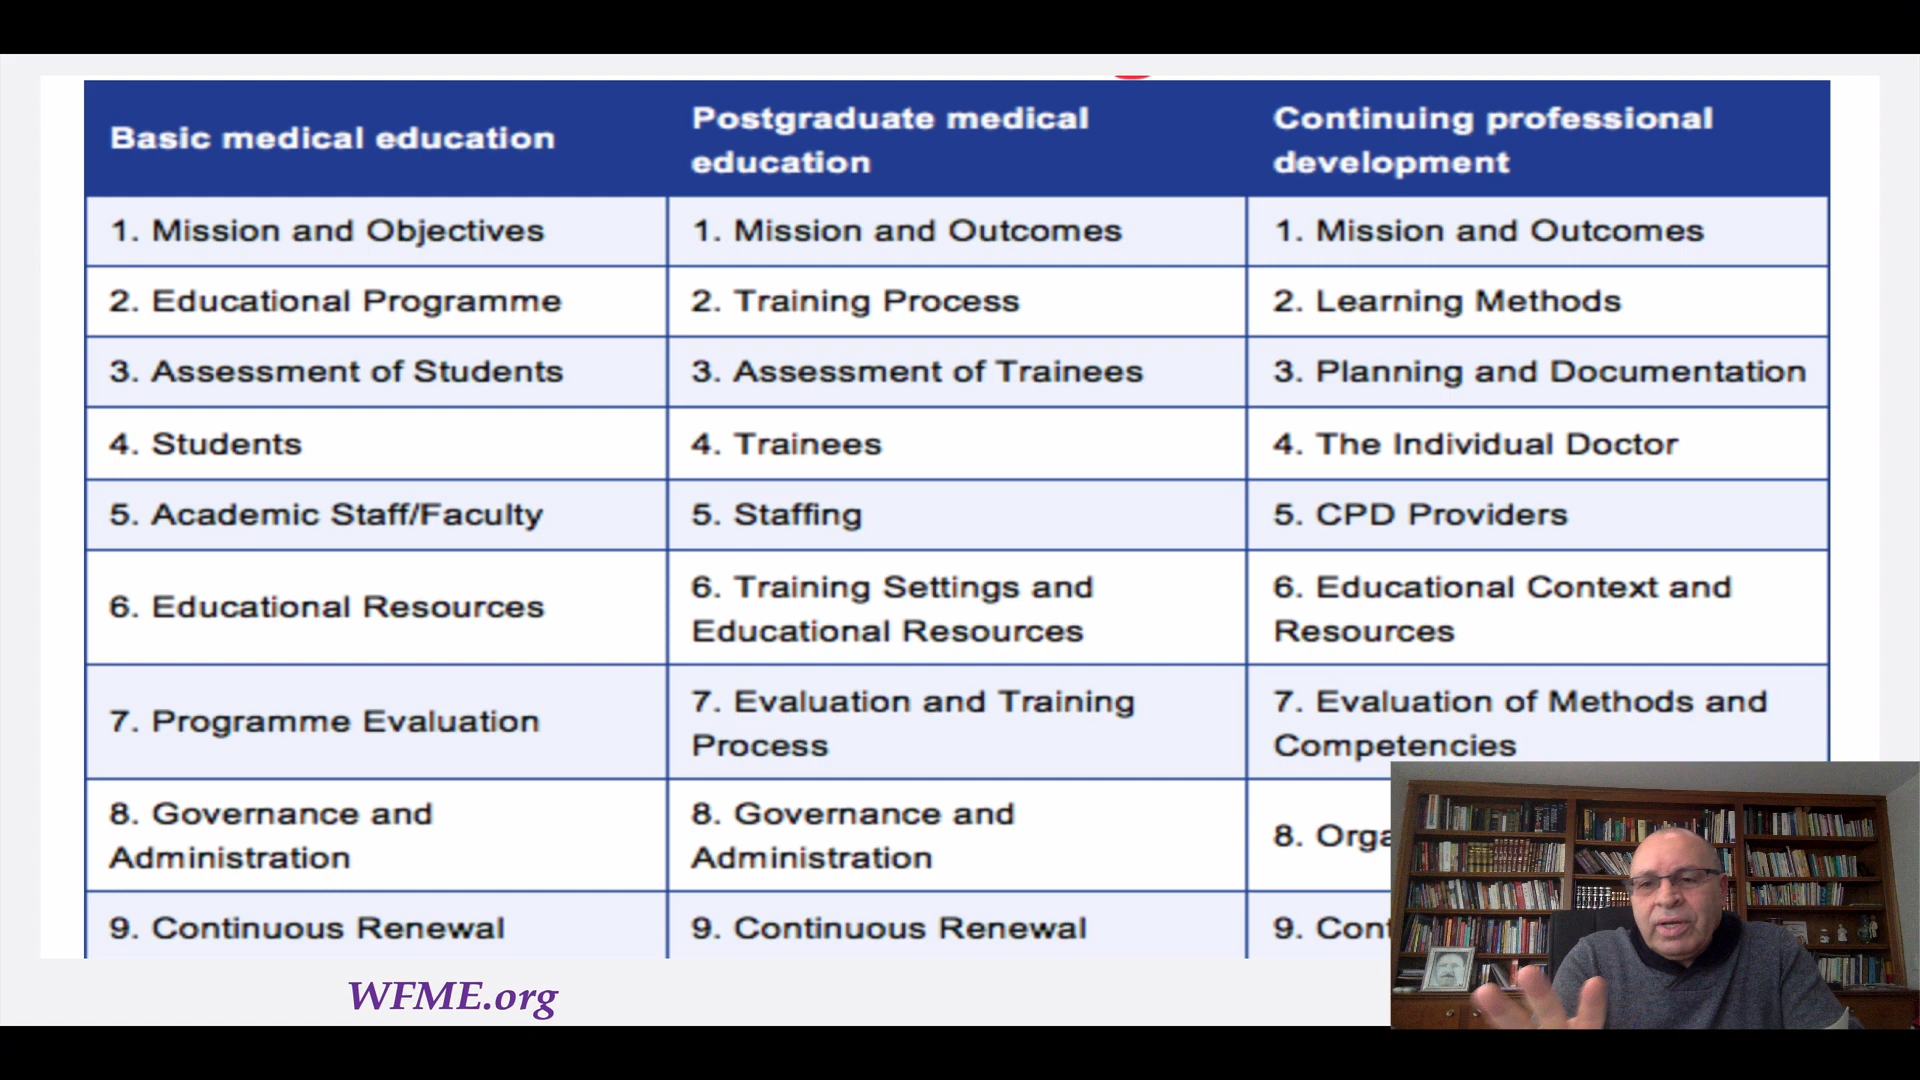 Basic medical education
Postgraduate medical
education
Continuing professional
development
1. Mission and Objectives
1. Mission and Outcomes
1. Mission and Outcomes
2. Educational Programme
2. Training Process
2. Learning Methods
3. Assessment of Students
3. Assessment of Trainees
3. Planning and Documentation
4. Students
4. Trainees
4. The Individual Doctor
5. Academic Staff/Faculty
5. Staffing
5. CPD Providers
6. Educational Resources
6. Training Settings and
Educational Resources
6. Educational Context and
Resources
7. Programme Evaluation
7. Evaluation and Training
Process
7. Evaluation of Methods and
Competencies
8. Governance and
Administration
8. Governance and
Administration
8.
9. Continuous Renewal
9. Continuous Renewal
9.
WFME.org